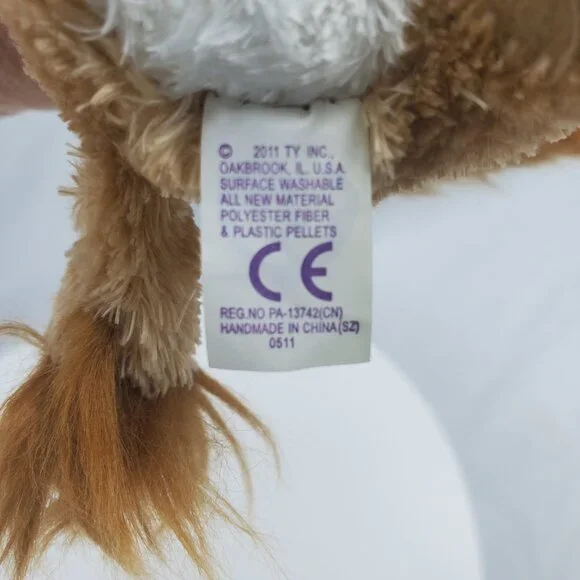 © 2011 TY INC.,
OAKBROOK, IL. U.S.A.
SURFACE WASHABLE
ALL NEW MATERIAL
POLYESTER FIBER
& PLASTIC PELLETS
CE
REG.NO PA-13742(CN)
HANDMADE IN CHINA(SZ)
0511